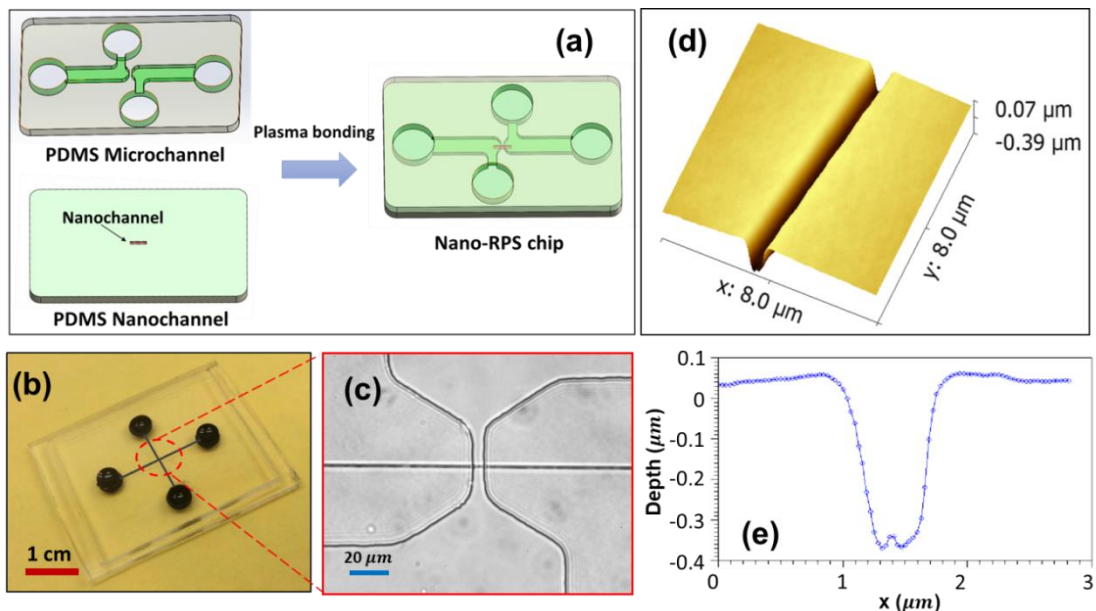 (a)
PDMS Microchannel
Plasma bonding
Nanochannel
PDMS Nanochannel
Nano-RPS chip
(d)
0.07 μm
-0.39 μm
x: 8.0 μm
y: 8.0 μm
(b)
1 cm
(c)
20 μm
0.1
0
-0.1
-0.2
-0.3
-0.4
Depth (μm)
(e)
0
1
2
3
x (μm)